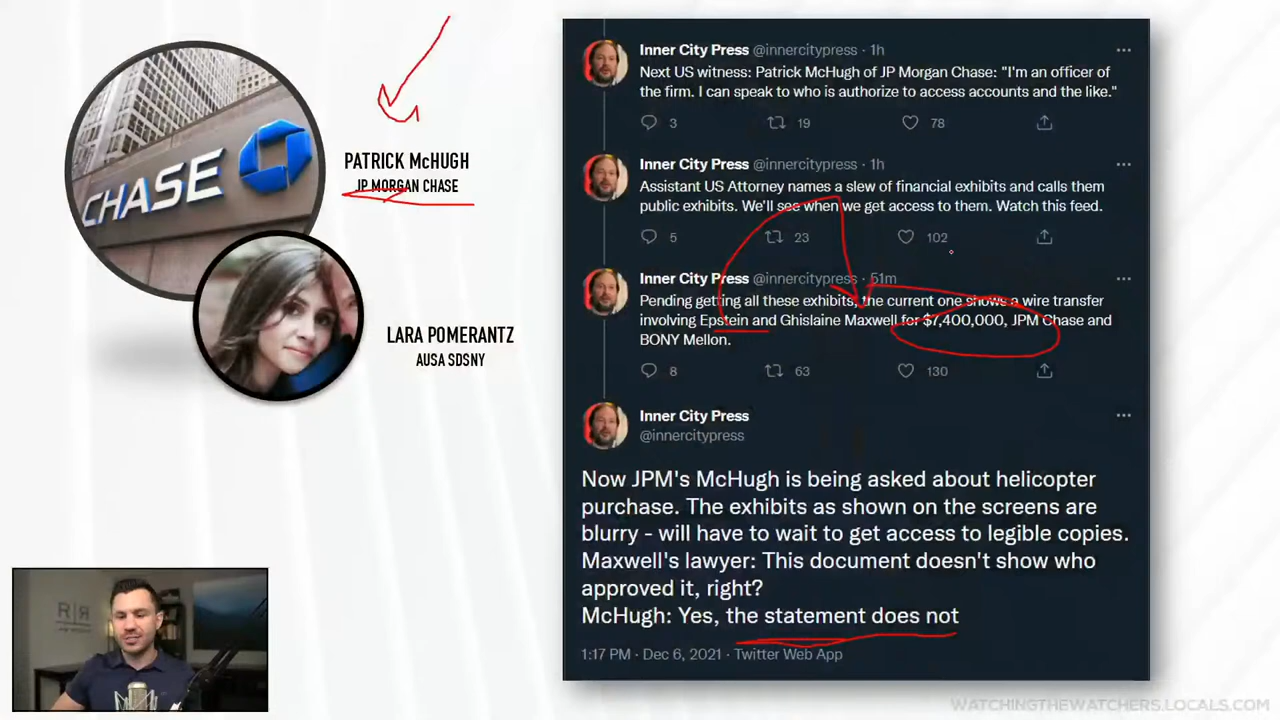 CHASE
PATRICK McHUGH
JP MORGAN CHASE
LARA POMERANTZ
AUSA SDSNY
Inner City Press @innercitypress · 1h
Next US witness: Patrick McHugh of JP Morgan Chase: "I'm an officer of
the firm. I can speak to who is authorize to access accounts and the like."
3 19 78
Inner City Press @innercitypress · 1h
Assistant US Attorney names a slew of financial exhibits and calls them
public exhibits. We'll see when we get access to them. Watch this feed.
5 23 102
Inner City Press @innercitypress · 51m
Pending getting all these exhibits, the current one shows a wire transfer
involving Epstein and Ghislaine Maxwell for $7,400,000, JPM Chase and
BONY Mellon.
8 63 130
Inner City Press
@innercitypress
Now JPM's McHugh is being asked about helicopter
purchase. The exhibits as shown on the screens are
blurry - will have to wait to get access to legible copies.
Maxwell's lawyer: This document doesn't show who
approved it, right?
McHugh: Yes, the statement does not
1:17 PM · Dec 6, 2021 · Twitter Web App
R R
WATCHINGTHEWATCHERS.LOCALS.COM